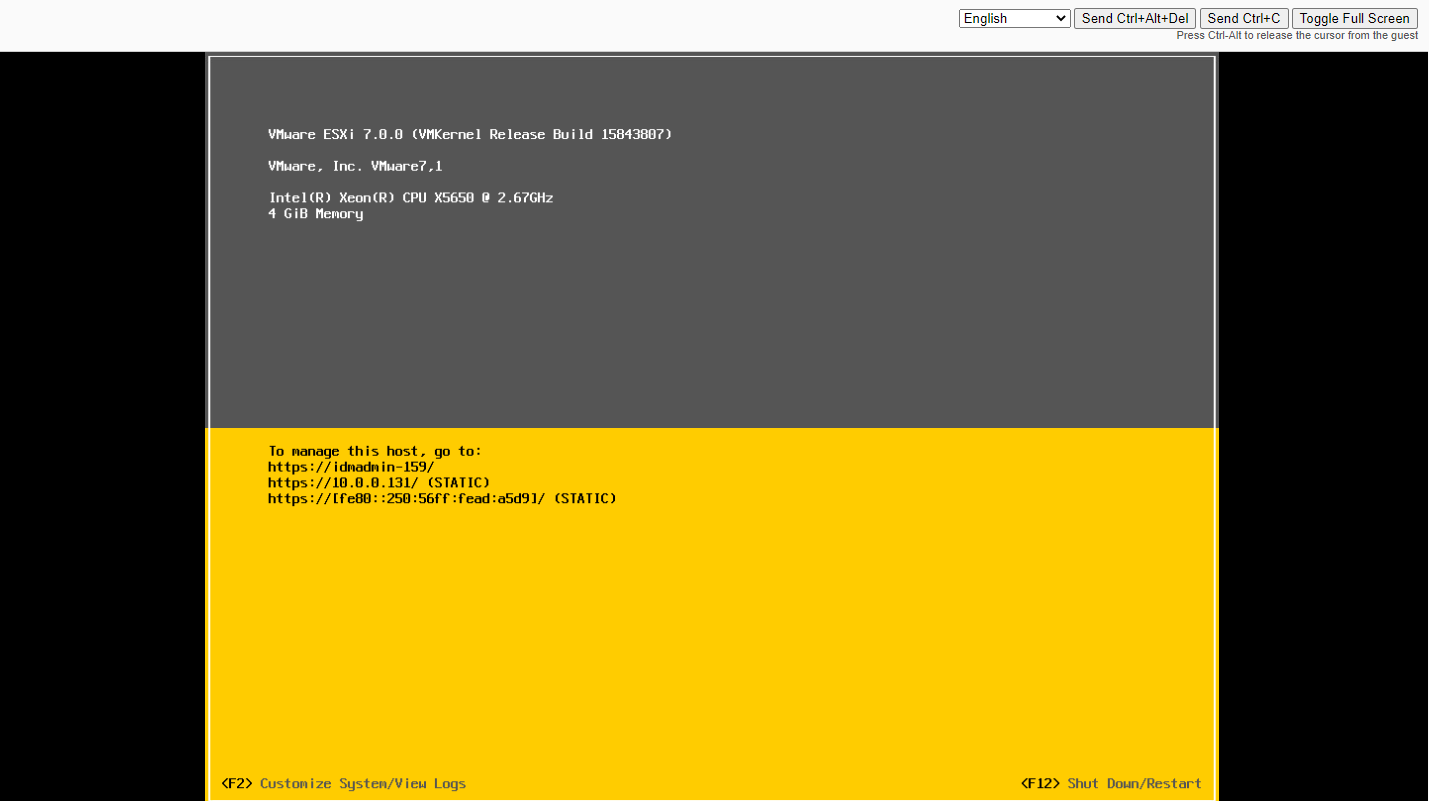 English
Send Ctrl+Alt+Del
Send Ctrl+C
Toggle Full Screen
Press Ctrl-Alt to release the cursor from the guest
VMware ESXi 7.0.0 (VMKernel Release Build 15843807)
VMware, Inc. VMware7,1
Intel(R) Xeon(R) CPU X5650 @ 2.67GHz
4 GiB Memory
To manage this host, go to:
https://idmadmin-159/
https://10.0.0.131/ (STATIC)
https://[fe80::250:56ff:fead:a5d9]/ (STATIC)
<F2> Customize System/View Logs
<F12> Shut Down/Restart